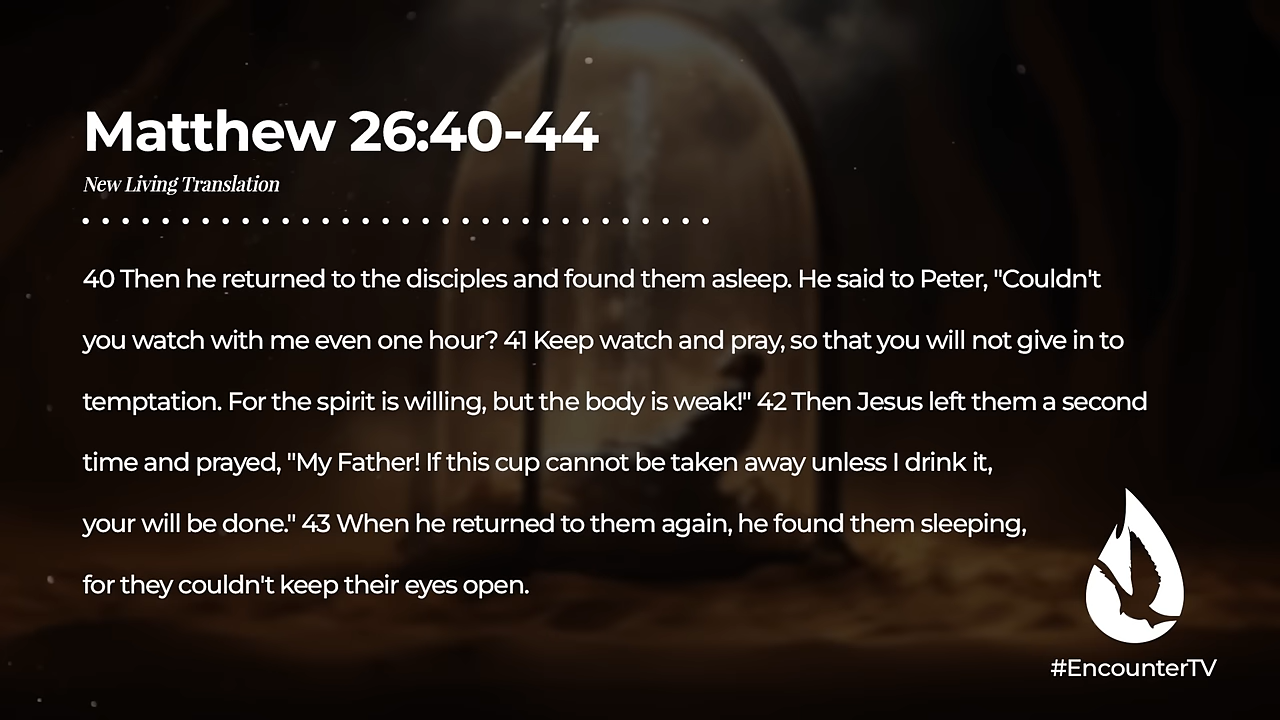 Matthew 26:40-44
New Living Translation
40 Then he returned to the disciples and found them asleep. He said to Peter, "Couldn't
you watch with me even one hour? 41 Keep watch and pray, so that you will not give in to
temptation. For the spirit is willing, but the body is weak!" 42 Then Jesus left them a second
time and prayed, "My Father! If this cup cannot be taken away unless I drink it,
your will be done." 43 When he returned to them again, he found them sleeping,
for they couldn't keep their eyes open.
#EncounterTV